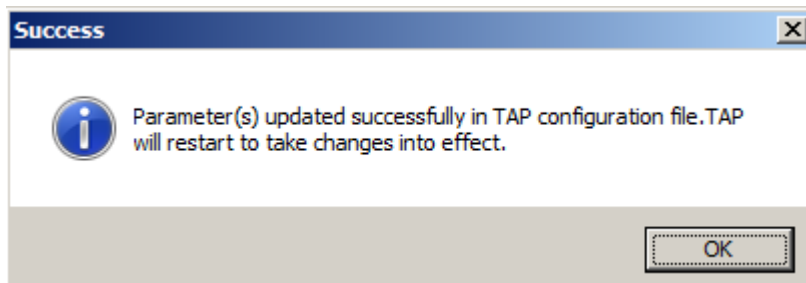 Success
Parameter(s) updated successfully in TAP configuration file.TAP
will restart to take changes into effect.
OK